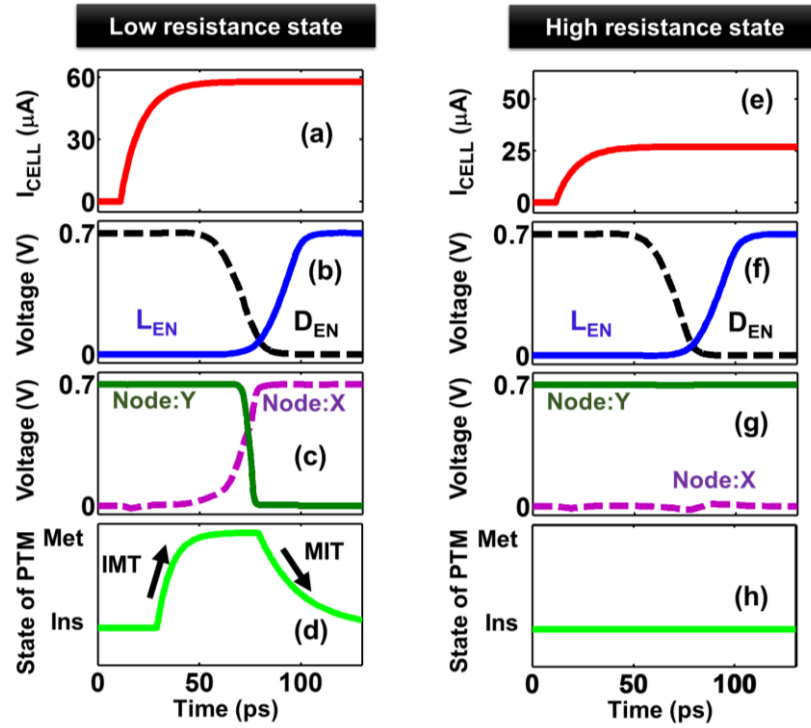 Low resistance state
High resistance state
I_CELL (μA)
60
30
0
(a)
I_CELL (μA)
50
25
0
(e)
Voltage (V)
0.7
0
L_EN
D_EN
(b)
Voltage (V)
0.7
0
L_EN
D_EN
(f)
Voltage (V)
0.7
0
Node:Y
Node:X
(c)
Voltage (V)
0.7
0
Node:Y
Node:X
(g)
State of PTM
Met
Ins
IMT
MIT
(d)
0
50
100
Time (ps)
State of PTM
Met
Ins
(h)
0
50
100
Time (ps)